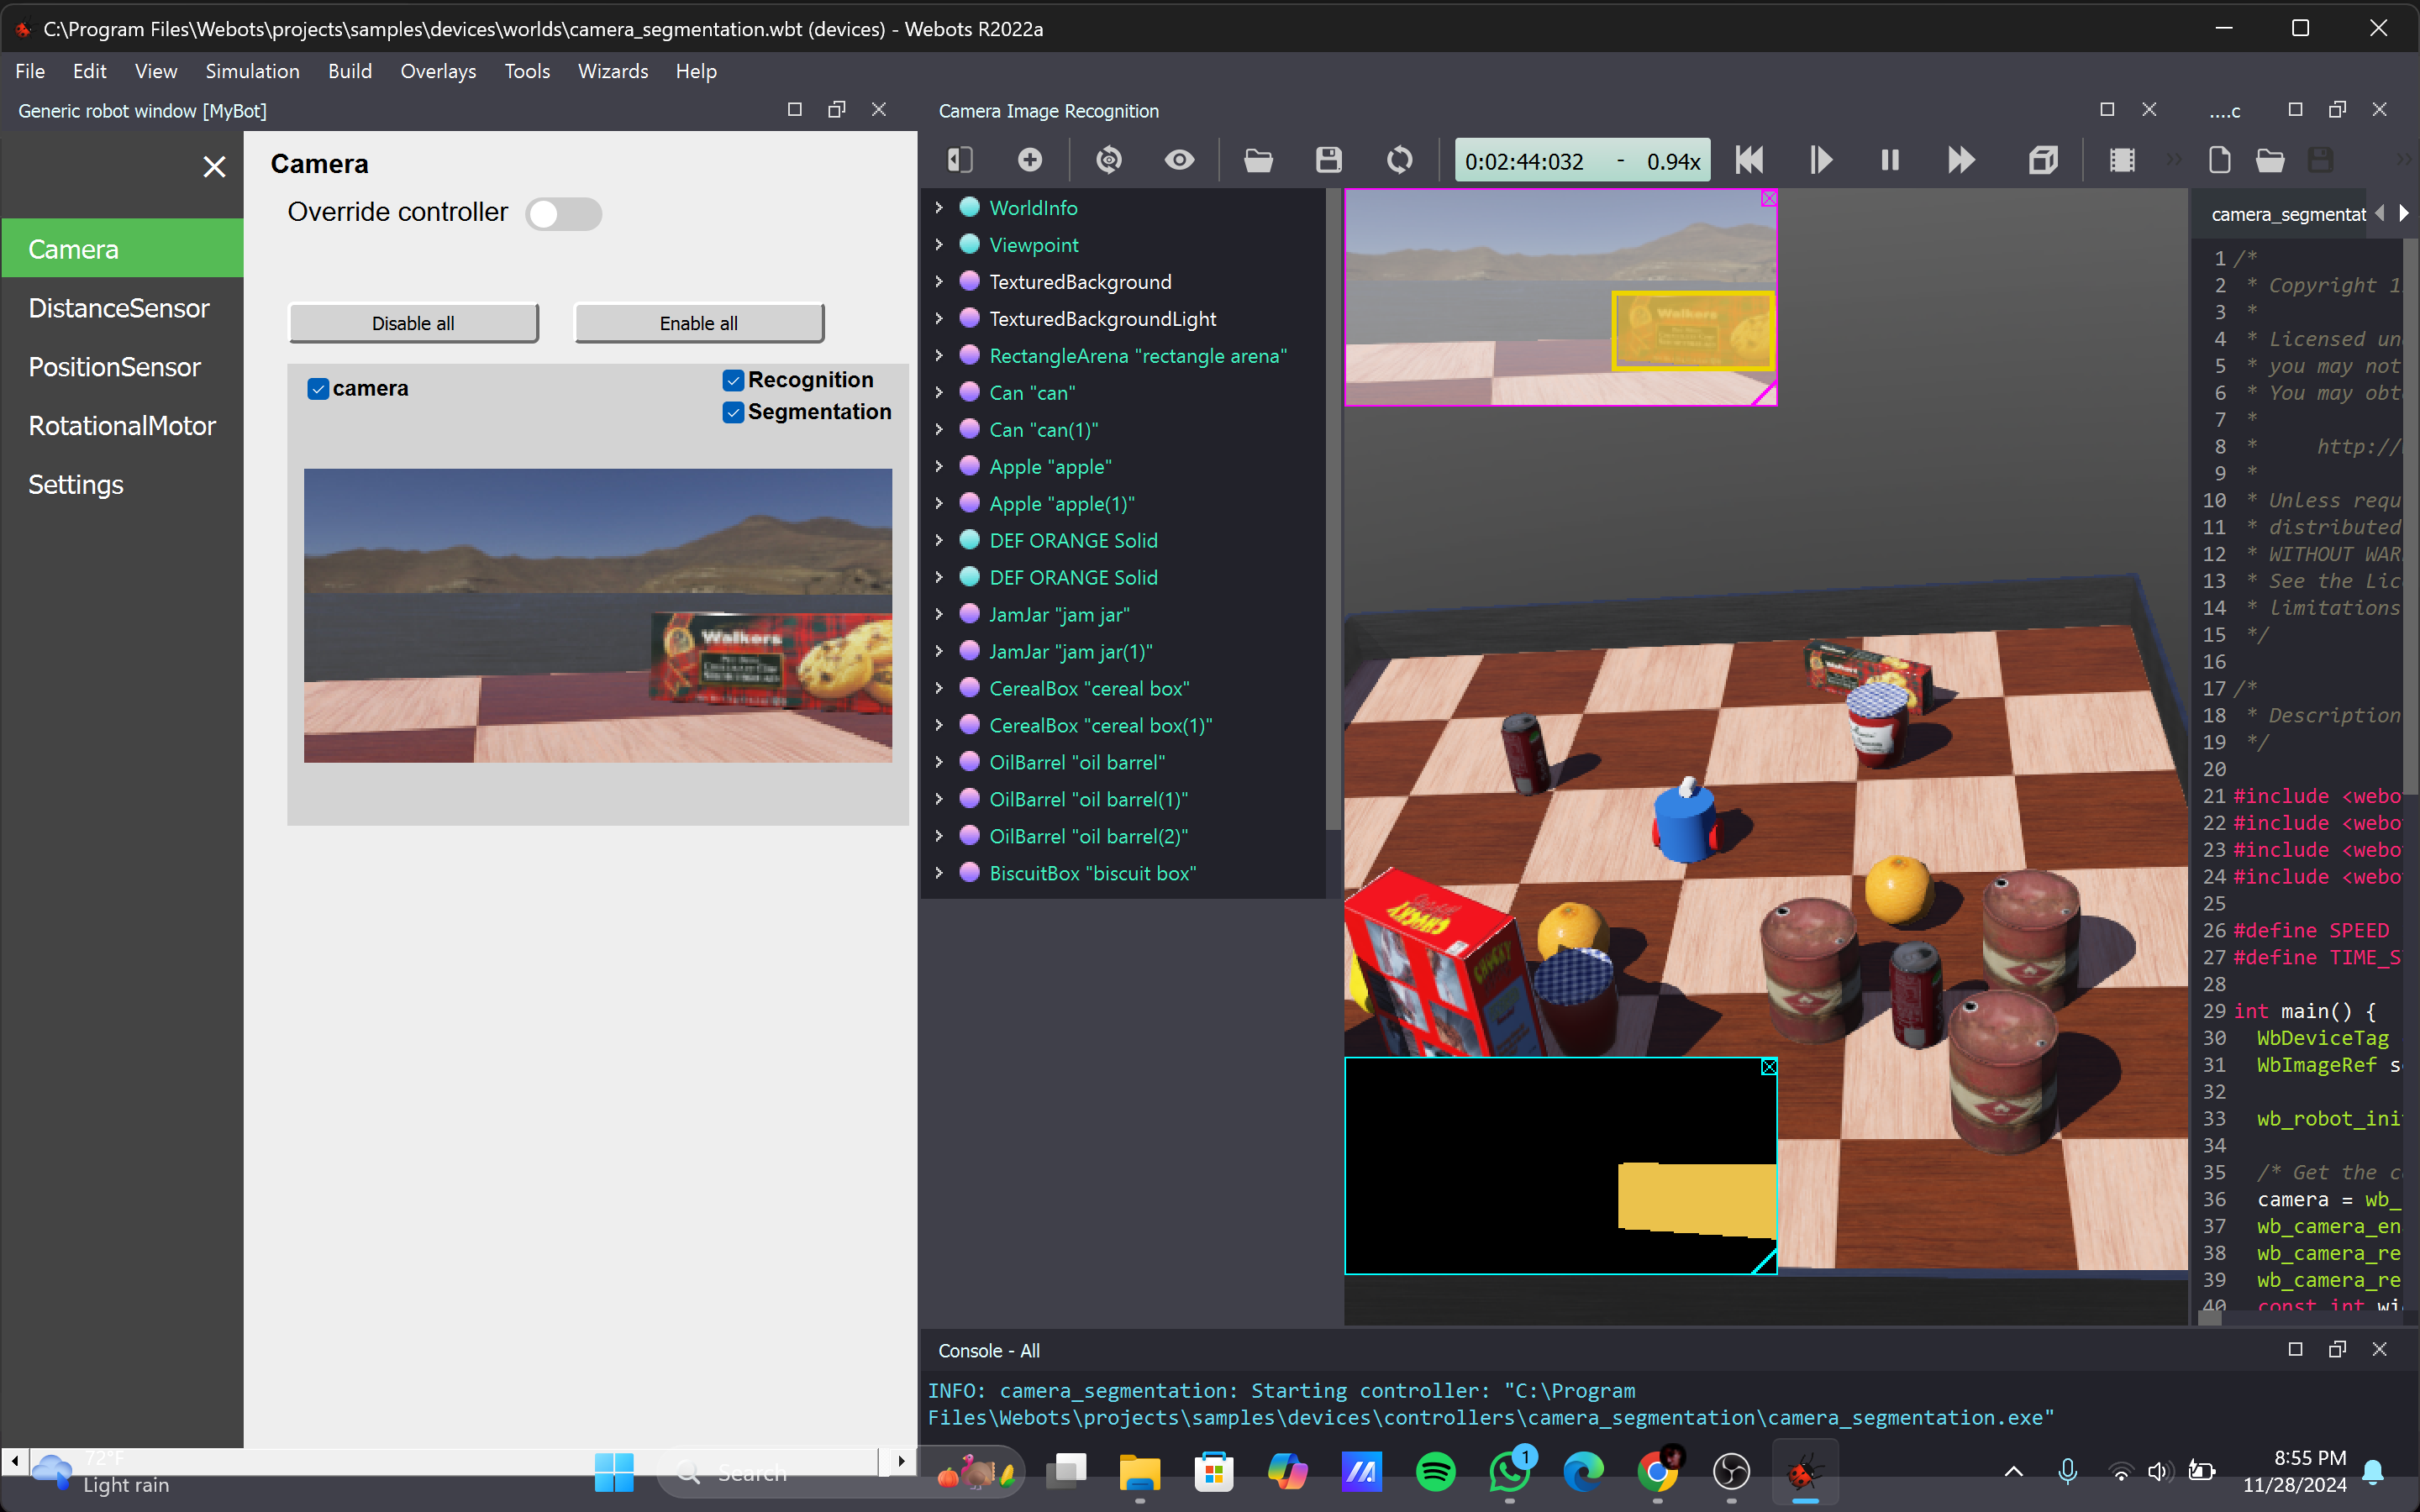 C:\Program Files\Webots\projects\samples\devices\worlds\camera_segmentation.wbt (devices) - Webots R2022a
File Edit View Simulation Build Overlays Tools Wizards Help
Generic robot window [MyBot]
Camera
DistanceSensor
PositionSensor
RotationalMotor
Settings
Camera
Override controller
Disable all
Enable all
camera
Recognition
Segmentation
Walkers
Camera Image Recognition
0:02:44:032 - 0.94x
WorldInfo
Viewpoint
TexturedBackground
TexturedBackgroundLight
RectangleArena "rectangle arena"
Can "can"
Can "can(1)"
Apple "apple"
Apple "apple(1)"
DEF ORANGE Solid
DEF ORANGE Solid
JamJar "jam jar"
JamJar "jam jar(1)"
CerealBox "cereal box"
CerealBox "cereal box(1)"
OilBarrel "oil barrel"
OilBarrel "oil barrel(1)"
OilBarrel "oil barrel(2)"
BiscuitBox "biscuit box"
Walkers
Walkers
....c
camera_segmentat
1 /*
2 * Copyright 1
3 *
4 * Licensed un
5 * you may not
6 * You may obt
7 *
8 * http://
9 *
10 * Unless requ
11 * distributed
12 * WITHOUT WAR
13 * See the Lic
14 * limitations
15 */
16
17 /*
18 * Description
19 */
20
21 #include <webo
22 #include <webo
23 #include <webo
24 #include <webo
25
26 #define SPEED
27 #define TIME_S
28
29 int main() {
30 WbDeviceTag
31 WbImageRef s
32
33 wb_robot_ini
34
35 /* Get the c
36 camera = wb_
37 wb_camera_en
38 wb_camera_re
39 wb_camera_re
40 const int wi
Console - All
INFO: camera_segmentation: Starting controller: "C:\Program
Files\Webots\projects\samples\devices\controllers\camera_segmentation\camera_segmentation.exe"
72°F
Light rain
Search
1
8:55 PM
11/28/2024